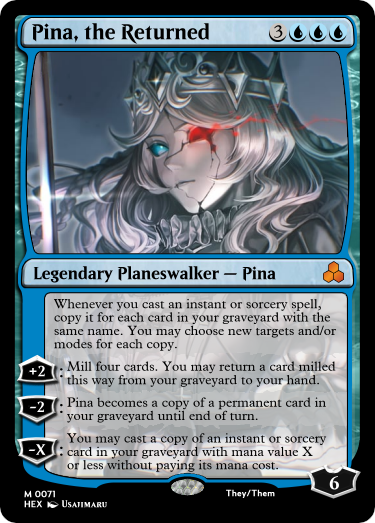 Pina, the Returned 3
Legendary Planeswalker — Pina
Whenever you cast an instant or sorcery spell,
copy it for each card in your graveyard with the
same name. You may choose new targets and/or
modes for each copy.
+2 : Mill four cards. You may return a card milled
this way from your graveyard to your hand.
-2 : Pina becomes a copy of a permanent card in
your graveyard until end of turn.
-X : You may cast a copy of an instant or sorcery
card in your graveyard with mana value X
or less without paying its mana cost.
6
M 0071
They/Them
HEX Usajimaru